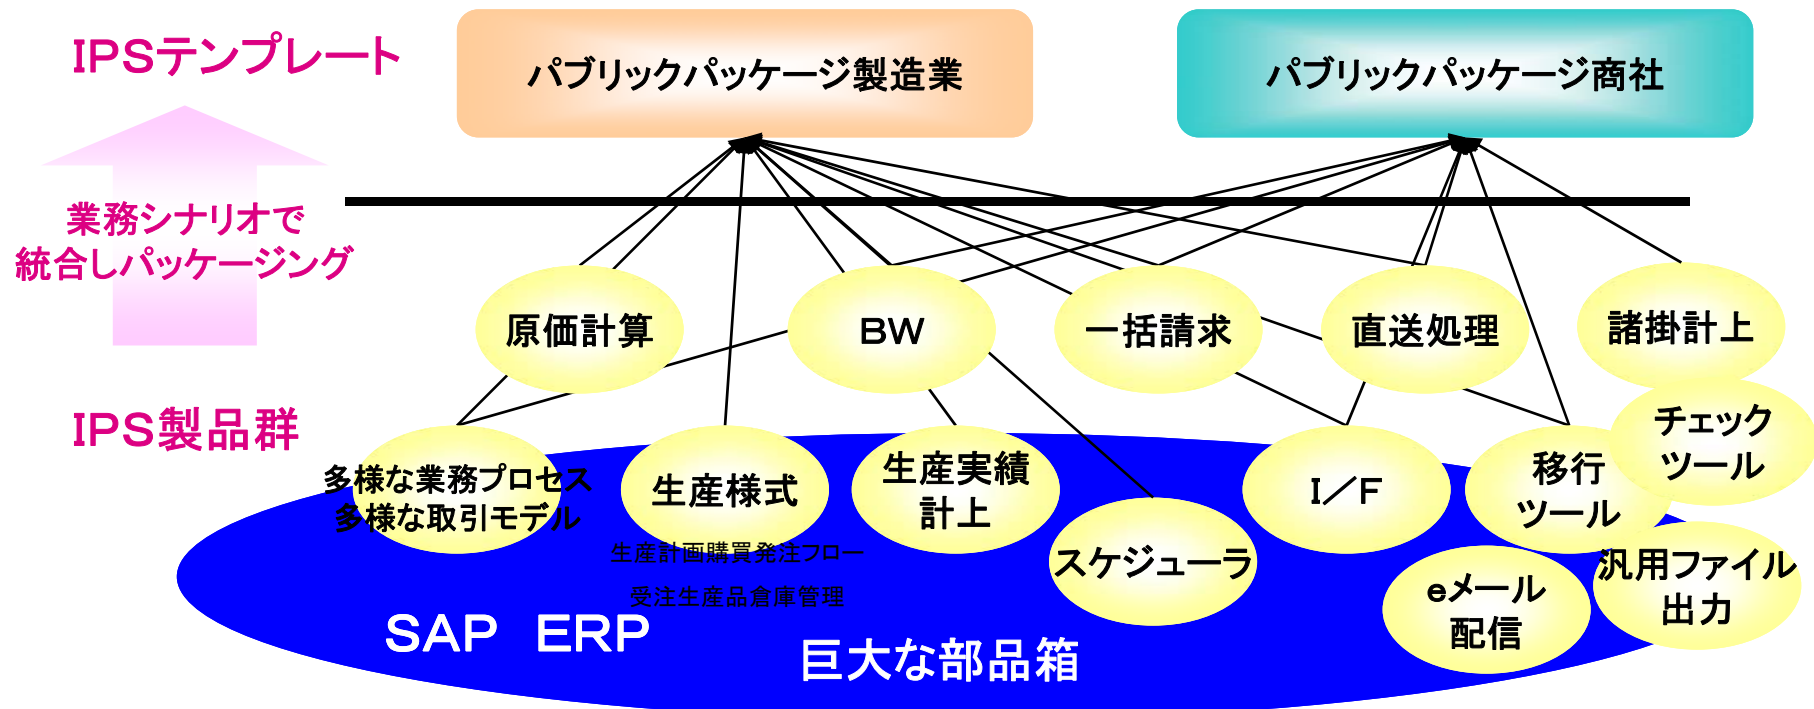 IPSテンプレート
パブリックパッケージ製造業
パブリックパッケージ商社
業務シナリオで
統合しパッケージング
原価計算
BW
一括請求
直送処理
諸掛計上
IPS製品群
多様な業務プロセス
多様な取引モデル
生産様式
生産実績
計上
スケジューラ
I/F
移行
ツール
チェック
ツール
生産計画購買発注フロー
受注生産品倉庫管理
eメール
配信
汎用ファイル
出力
SAP ERP
巨大な部品箱